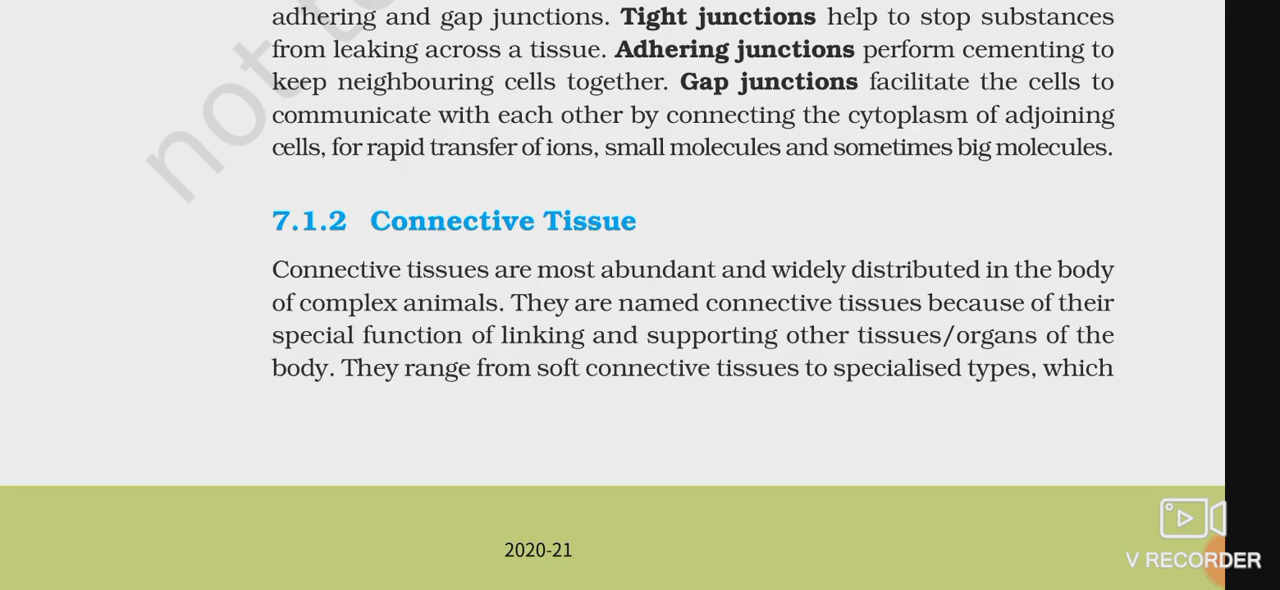 adhering and gap junctions. Tight junctions help to stop substances
from leaking across a tissue. Adhering junctions perform cementing to
keep neighbouring cells together. Gap junctions facilitate the cells to
communicate with each other by connecting the cytoplasm of adjoining
cells, for rapid transfer of ions, small molecules and sometimes big molecules.
7.1.2 Connective Tissue
Connective tissues are most abundant and widely distributed in the body
of complex animals. They are named connective tissues because of their
special function of linking and supporting other tissues/organs of the
body. They range from soft connective tissues to specialised types, which
2020-21
V RECORDER
not